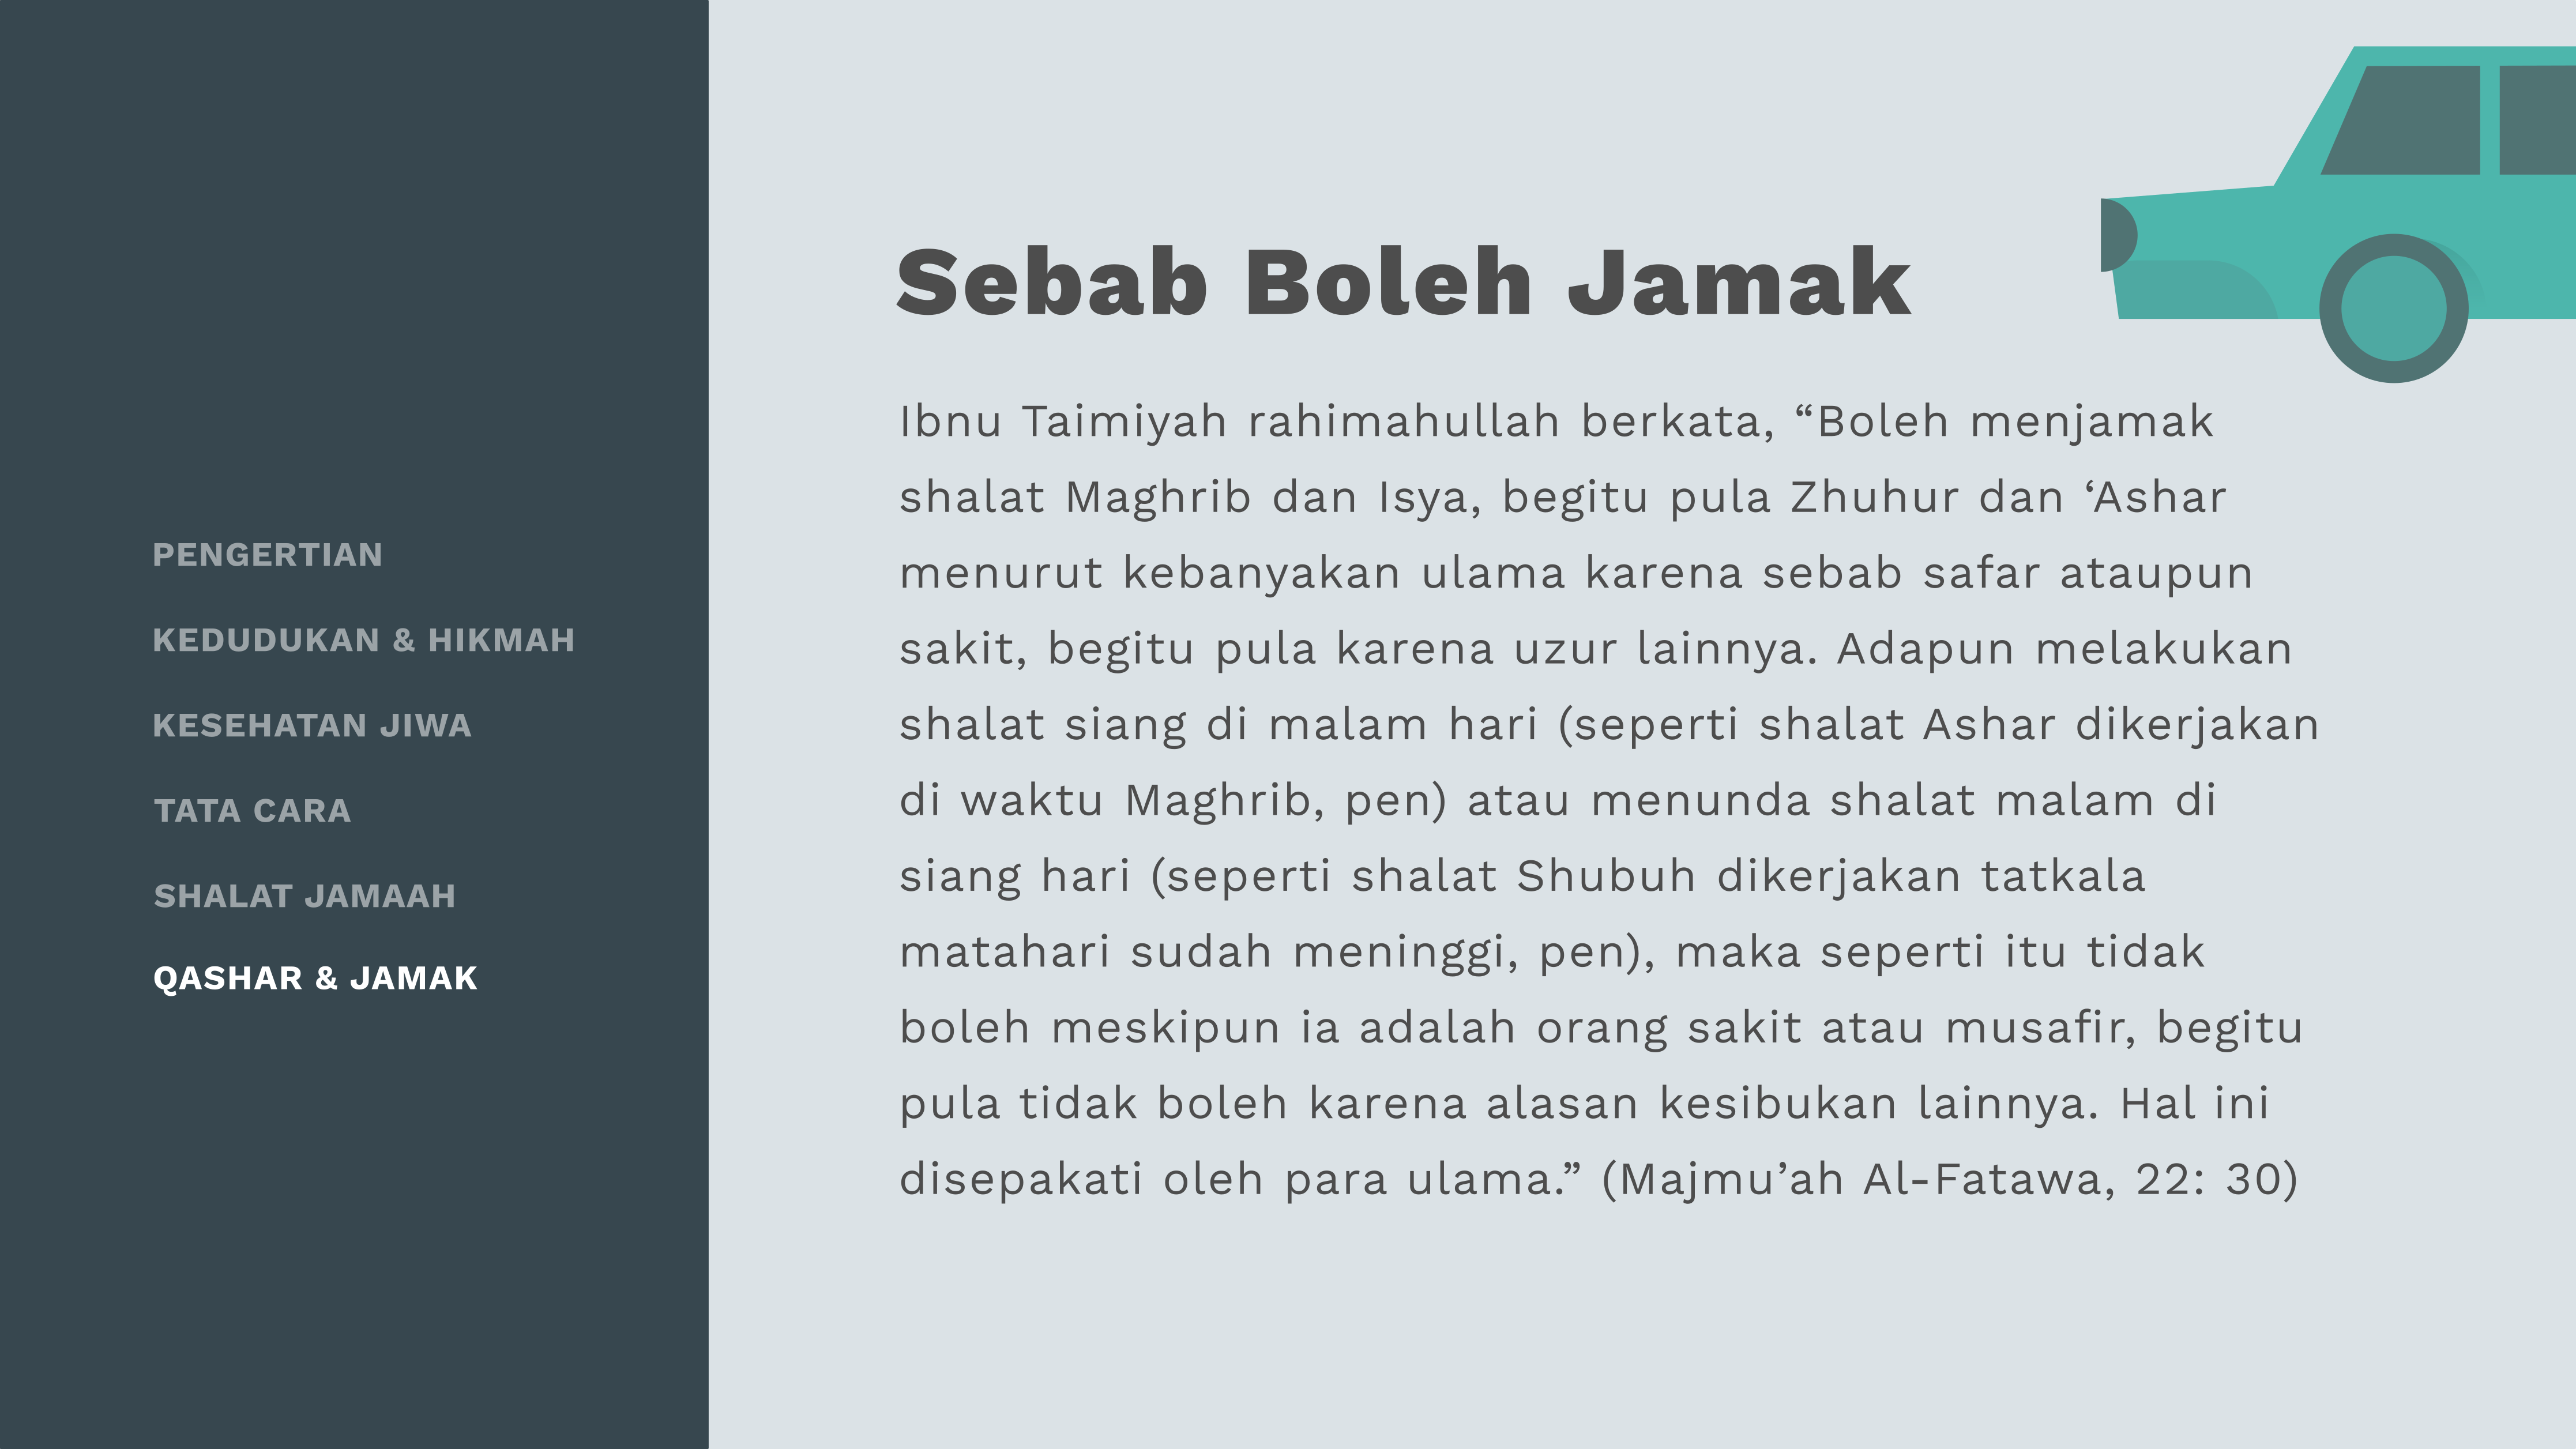 PENGERTIAN
KEDUDUKAN & HIKMAH
KESEHATAN JIWA
TATA CARA
SHALAT JAMAAH
QASHAR & JAMAK
Sebab Boleh Jamak
Ibnu Taimiyah rahimahullah berkata, “Boleh menjamak
shalat Maghrib dan Isya, begitu pula Zhuhur dan ‘Ashar
menurut kebanyakan ulama karena sebab safar ataupun
sakit, begitu pula karena uzur lainnya. Adapun melakukan
shalat siang di malam hari (seperti shalat Ashar dikerjakan
di waktu Maghrib, pen) atau menunda shalat malam di
siang hari (seperti shalat Shubuh dikerjakan tatkala
matahari sudah meninggi, pen), maka seperti itu tidak
boleh meskipun ia adalah orang sakit atau musafir, begitu
pula tidak boleh karena alasan kesibukan lainnya. Hal ini
disepakati oleh para ulama.” (Majmu’ah Al-Fatawa, 22: 30)